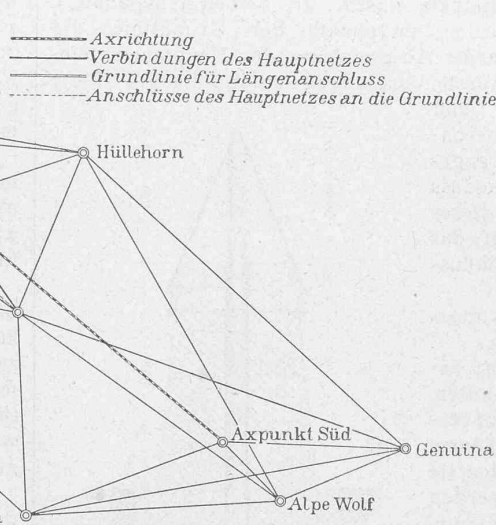 Axrichtung
Verbindungen des Hauptnetzes
Grundlinie für Längenanschluss
Anschlüsse des Hauptnetzes an die Grundlinie
Hüllehorn
Axpunkt Süd
Genuina
Alpe Wolf